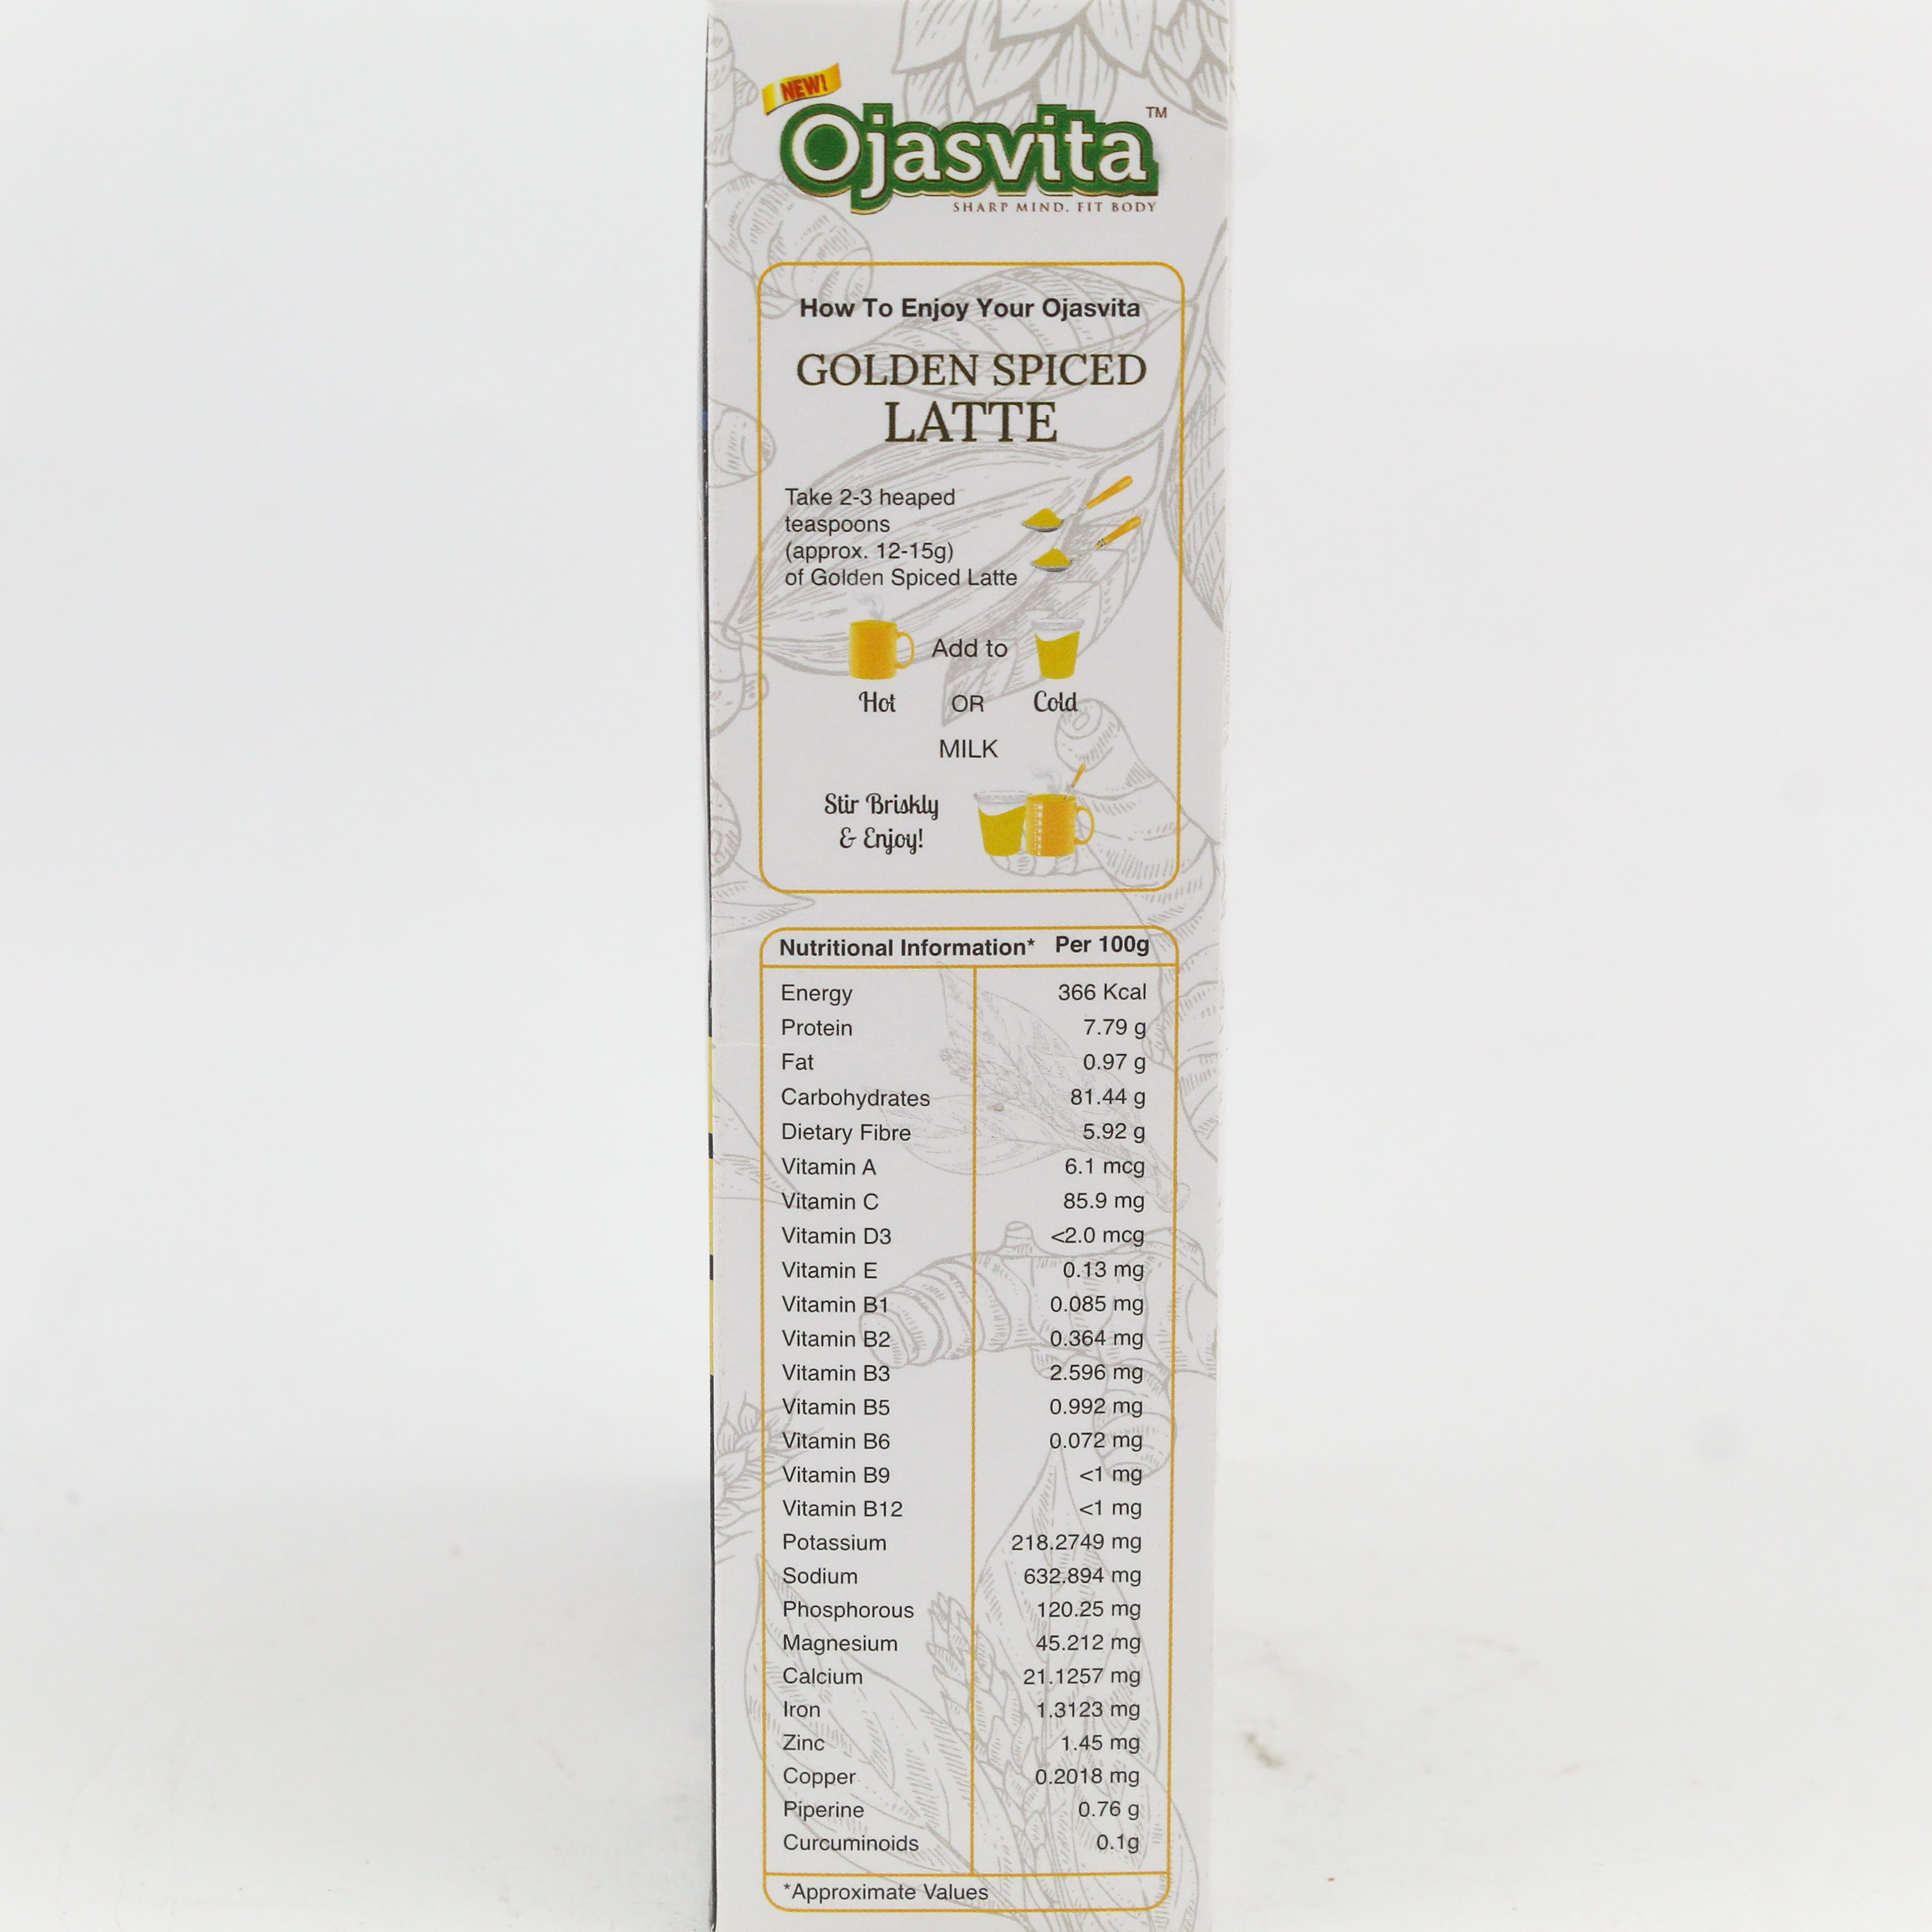 NEW!
Ojasvita™
SHARP MIND. FIT BODY
How To Enjoy Your Ojasvita
GOLDEN SPICED
LATTE
Take 2-3 heaped
teaspoons
(approx. 12-15g)
of Golden Spiced Latte
Add to
Hot OR Cold
MILK
Stir Briskly
& Enjoy!
Nutritional Information* Per 100g
Energy 366 Kcal
Protein 7.79 g
Fat 0.97 g
Carbohydrates 81.44 g
Dietary Fibre 5.92 g
Vitamin A 6.1 mcg
Vitamin C 85.9 mg
Vitamin D3 <2.0 mcg
Vitamin E 0.13 mg
Vitamin B1 0.085 mg
Vitamin B2 0.364 mg
Vitamin B3 2.596 mg
Vitamin B5 0.992 mg
Vitamin B6 0.072 mg
Vitamin B9 <1 mg
Vitamin B12 <1 mg
Potassium 218.2749 mg
Sodium 632.894 mg
Phosphorous 120.25 mg
Magnesium 45.212 mg
Calcium 21.1257 mg
Iron 1.3123 mg
Zinc 1.45 mg
Copper 0.2018 mg
Piperine 0.76 g
Curcuminoids 0.1g
*Approximate Values